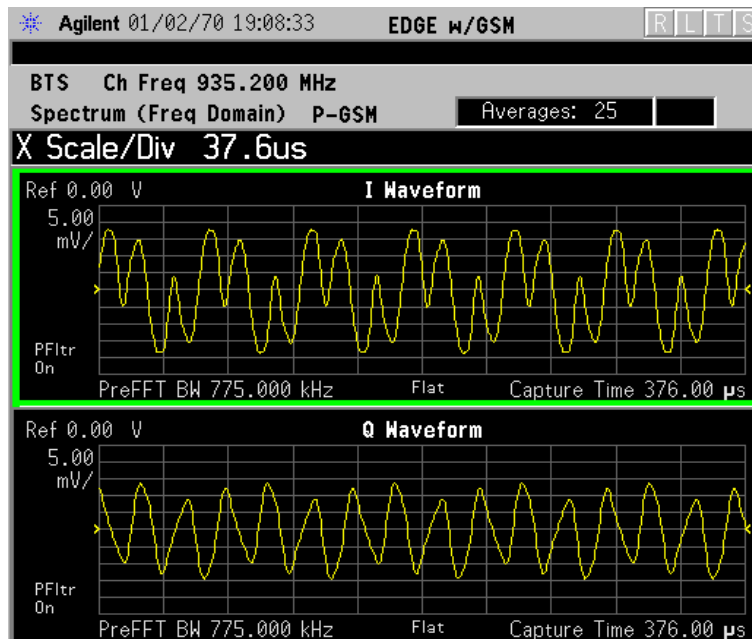 Agilent 01/02/70 19:08:33 EDGE w/GSM R L T S
BTS Ch Freq 935.200 MHz
Spectrum (Freq Domain) P-GSM Averages: 25
X Scale/Div 37.6us
Ref 0.00 V I Waveform
5.00
mV/
PFltr
On
PreFFT BW 775.000 kHz Flat Capture Time 376.00 µs
Ref 0.00 V Q Waveform
5.00
mV/
PFltr
On
PreFFT BW 775.000 kHz Flat Capture Time 376.00 µs